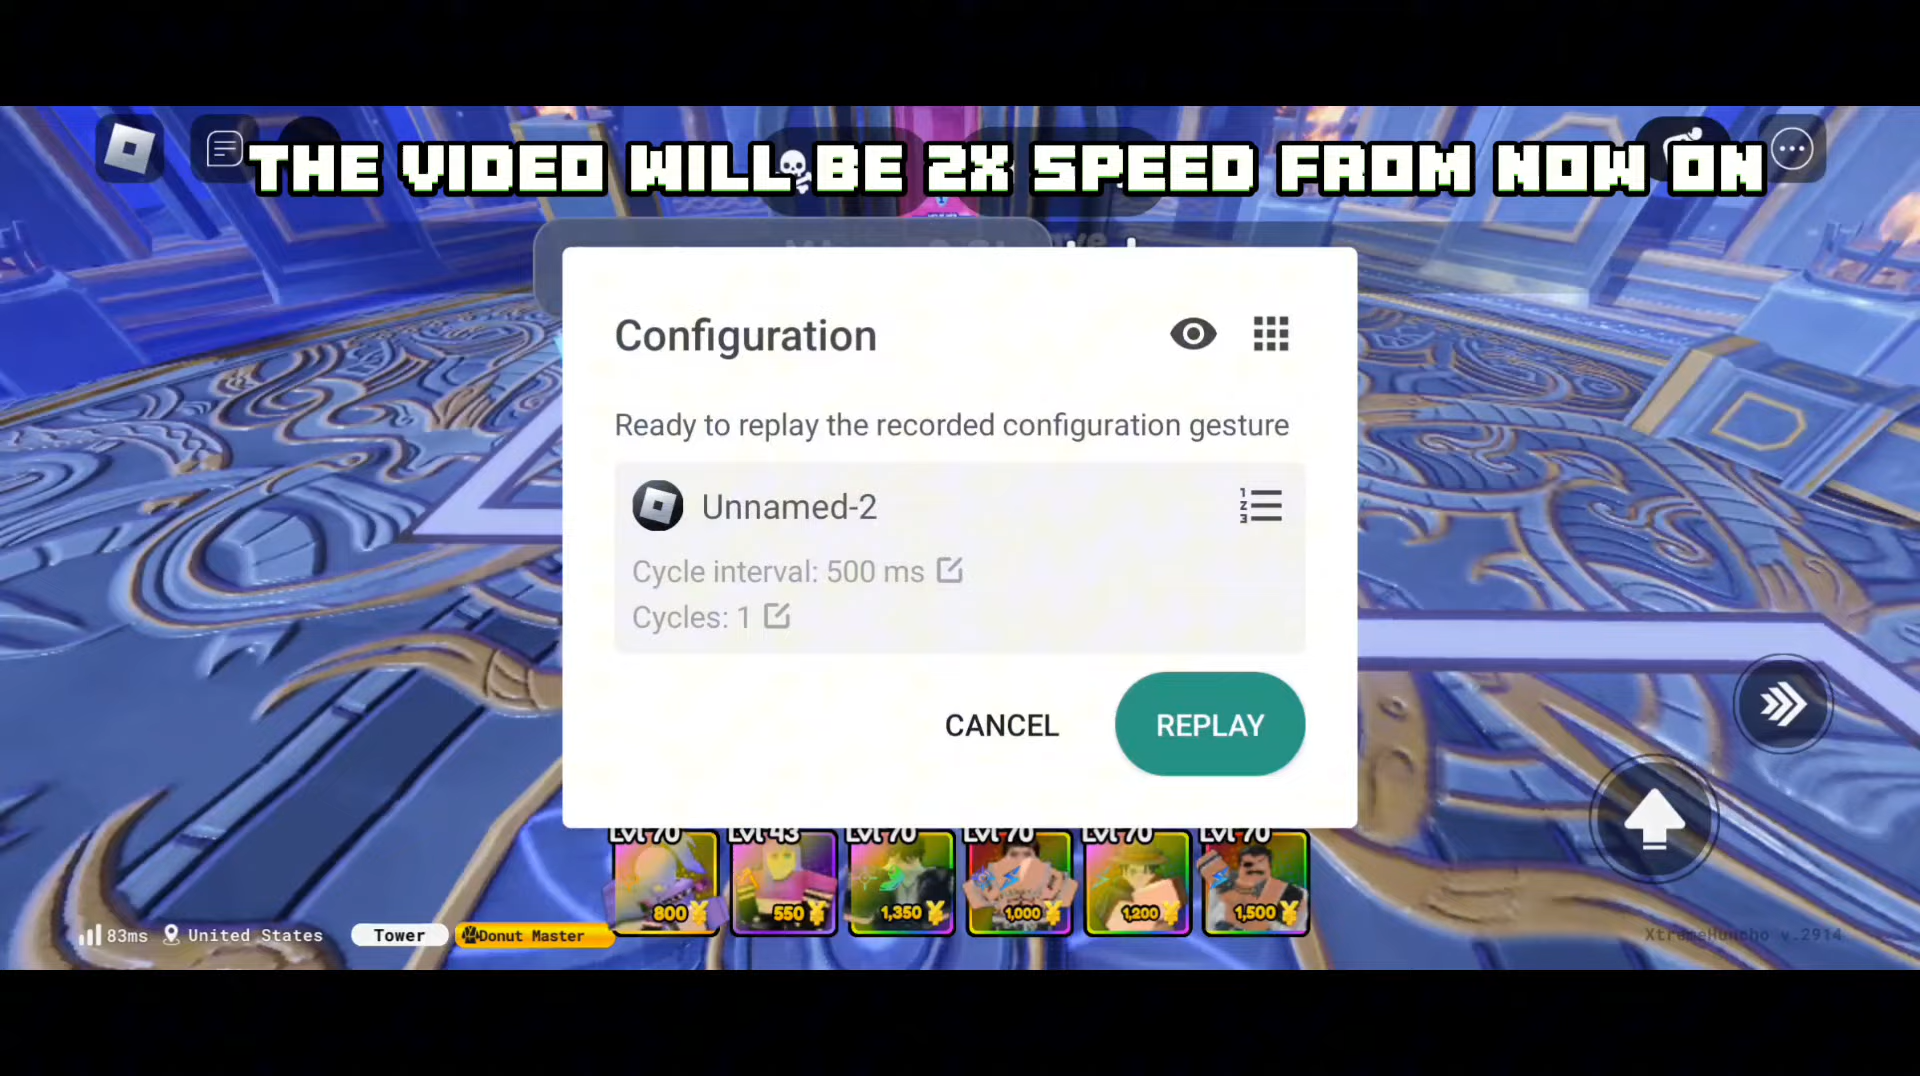 THE VIDEO WILL BE 2X SPEED FROM NOW ON
Configuration
Ready to replay the recorded configuration gesture
Unnamed-2
Cycle interval: 500 ms
Cycles: 1
CANCEL
REPLAY
Lvl 70 Lvl 43 Lvl 70 Lvl 70 Lvl 70 Lvl 70
800¥ 550¥ 1,350¥ 1,000¥ 1,200¥ 1,500¥
83ms United States Tower Donut Master
XtremeHuncho v.2914